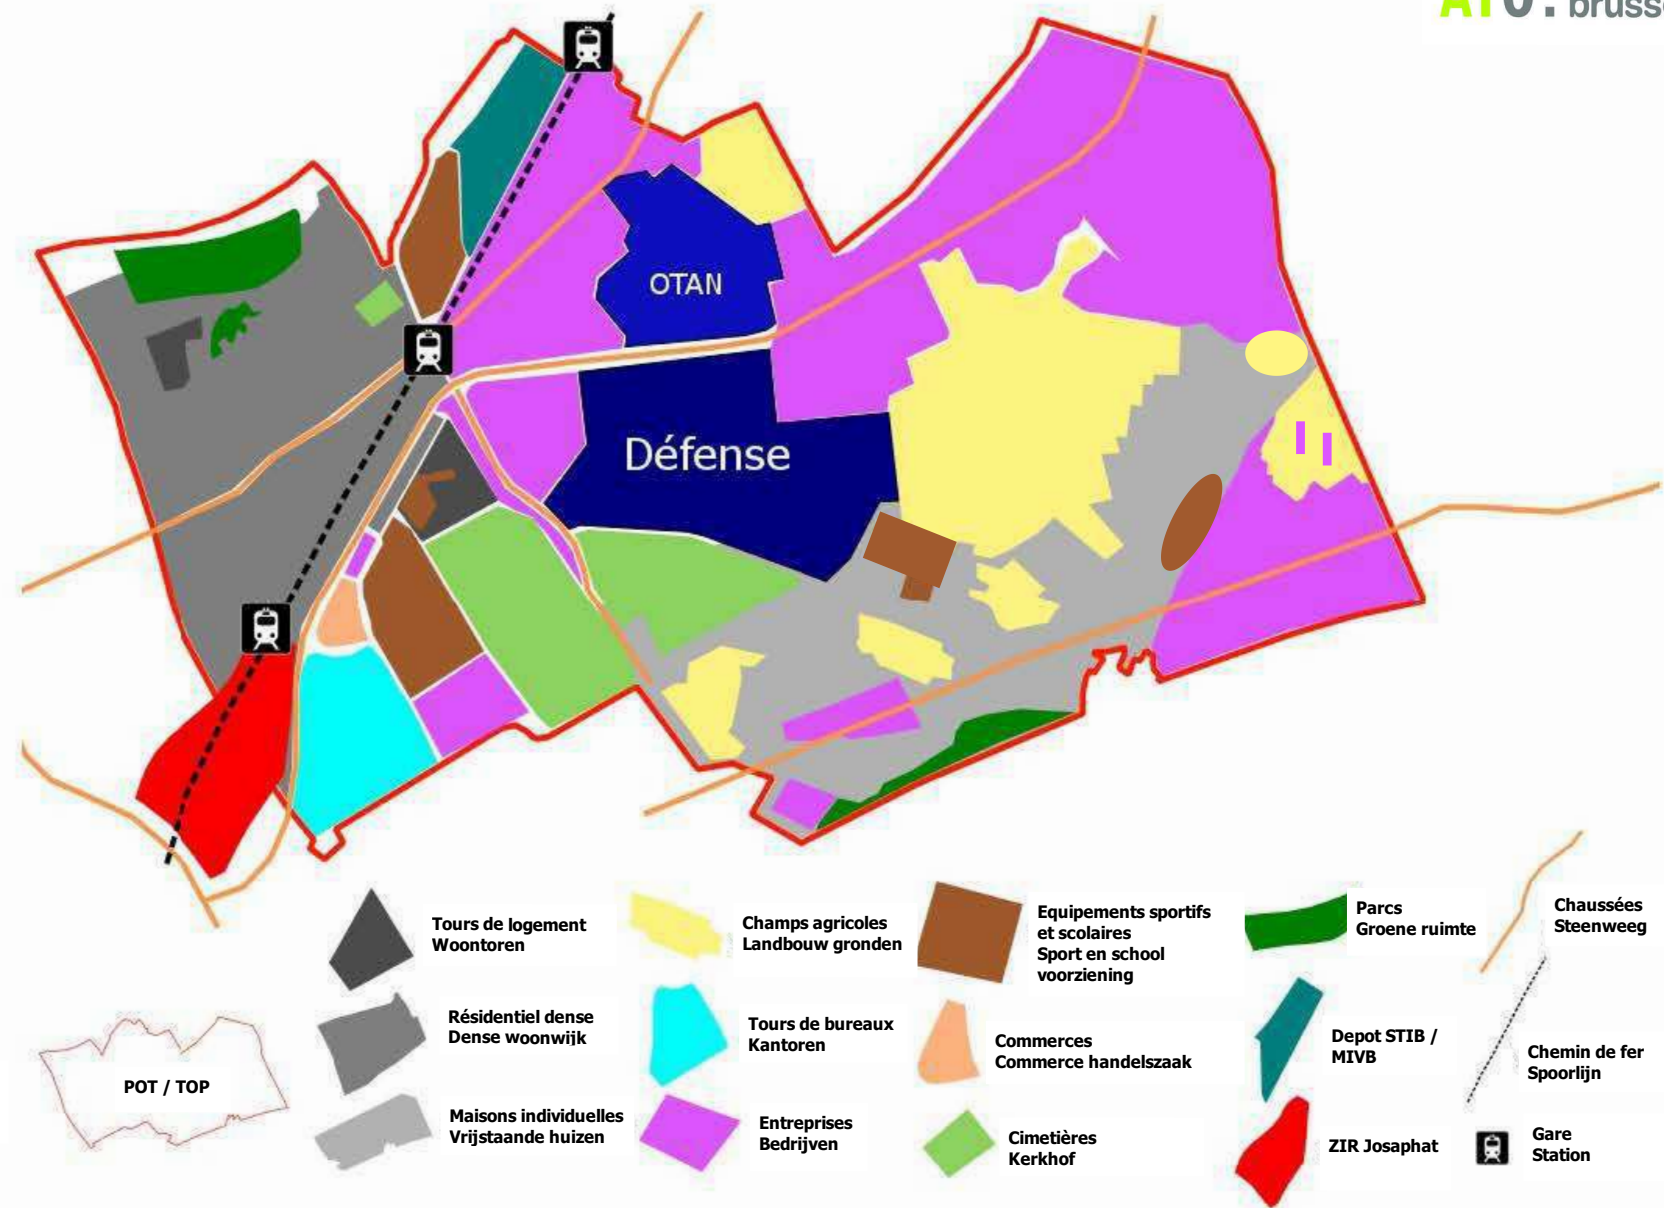 OTAN
Défense
Tours de logement
Woontoren
Champs agricoles
Landbouw gronden
Equipements sportifs
et scolaires
Sport en school
voorziening
Parcs
Groene ruimte
Chaussées
Steenweg
Résidentiel dense
Dense woonwijk
Tours de bureaux
Kantoren
Commerces
Commerce handelszaak
Depot STIB /
MIVB
Chemin de fer
Spoorlijn
POT / TOP
Maisons individuelles
Vrijstaande huizen
Entreprises
Bedrijven
Cimetières
Kerkhof
ZIR Josaphat
Gare
Station